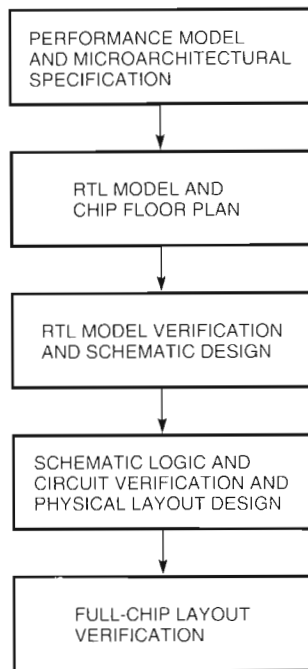 PERFORMANCE MODEL
AND MICROARCHITECTURAL
SPECIFICATION
RTL MODEL AND
CHIP FLOOR PLAN
RTL MODEL VERIFICATION
AND SCHEMATIC DESIGN
SCHEMATIC LOGIC AND
CIRCUIT VERIFICATION AND
PHYSICAL LAYOUT DESIGN
FULL-CHIP LAYOUT
VERIFICATION